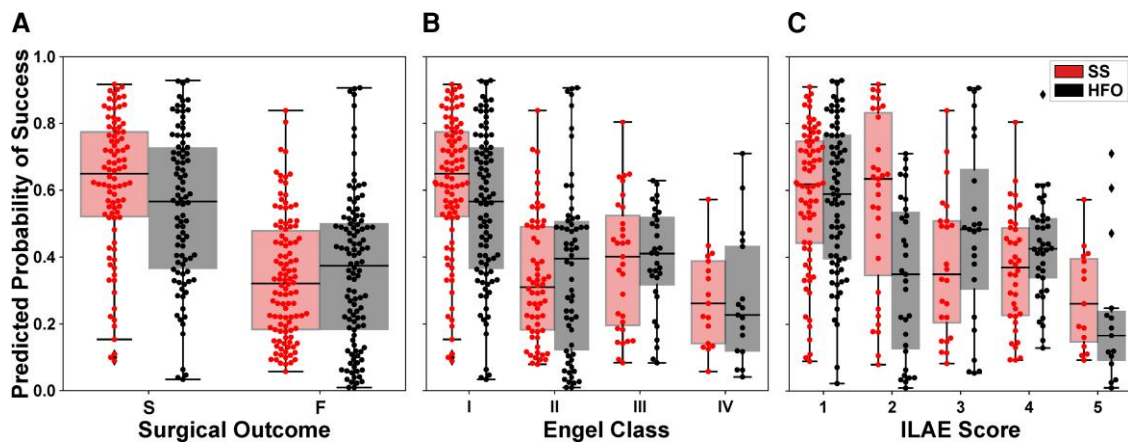 A
B
C
Predicted Probability of Success
1.0
0.8
0.6
0.4
0.2
0.0
S
F
Surgical Outcome
I
II
III
IV
Engel Class
SS
HFO
1
2
3
4
5
ILAE Score